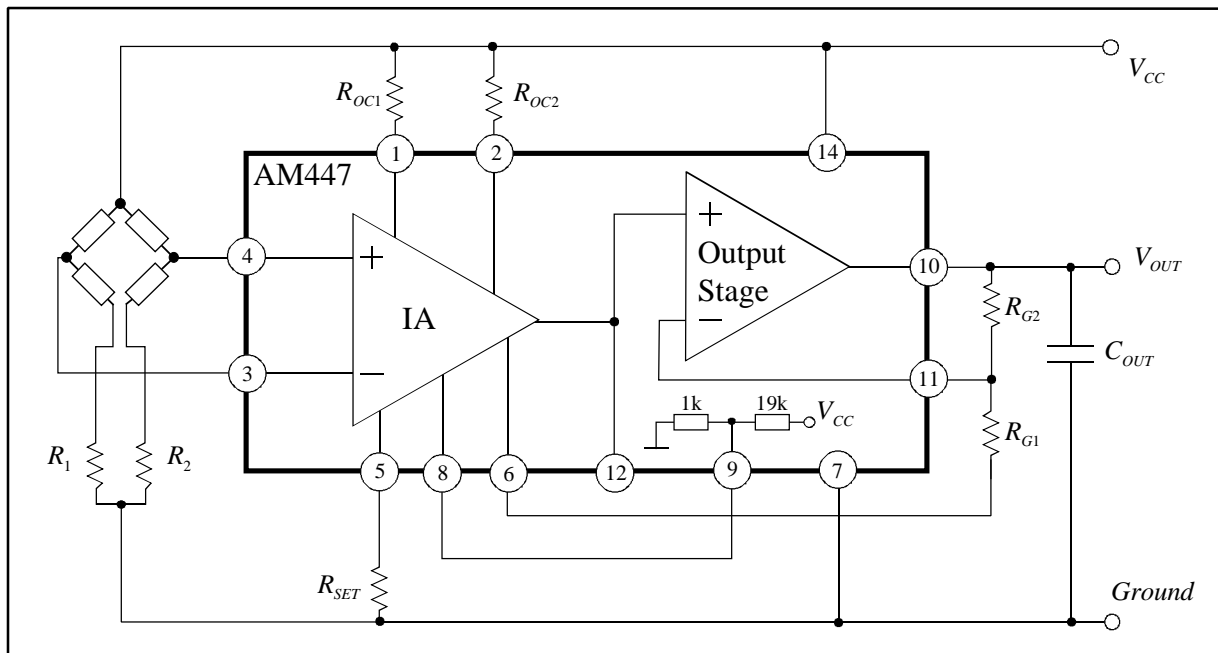 V_CC
R_OC1
R_OC2
1
2
14
AM447
4
+
+
Output
Stage
10
V_OUT
IA
−
R_G2
C_OUT
3
−
11
1k
19k
V_CC
R_G1
R_1
R_2
5
8
6
12
9
7
R_SET
Ground